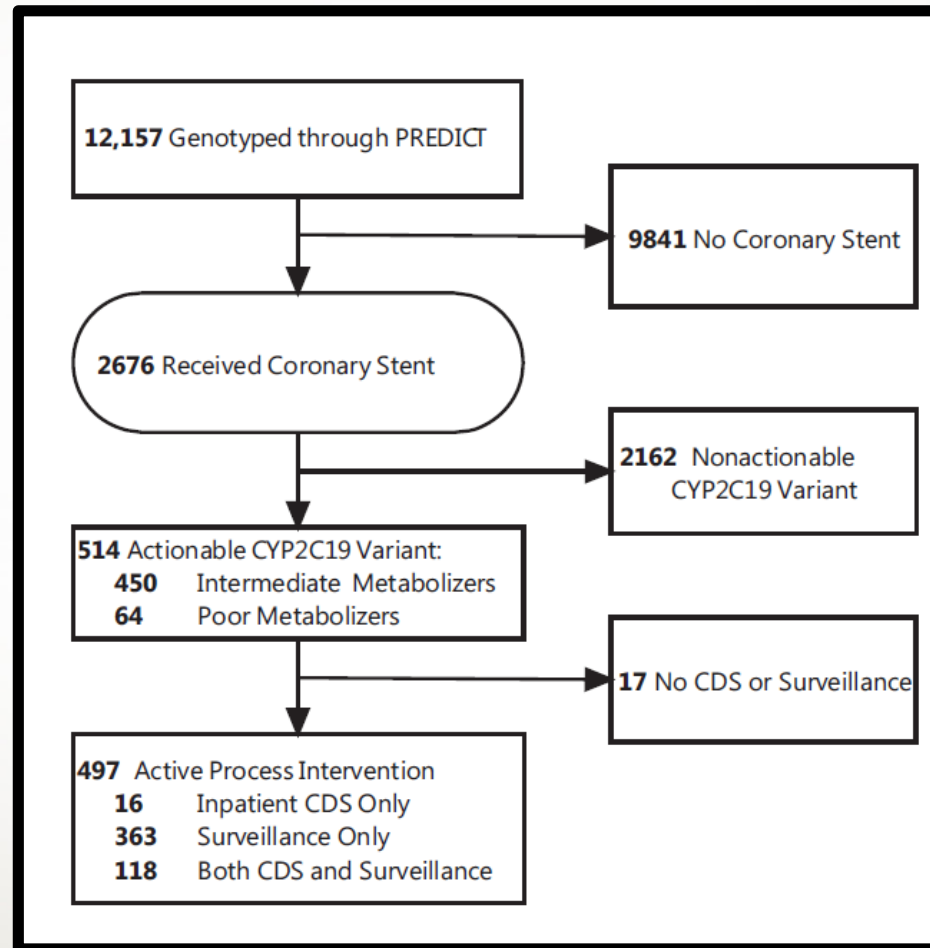 12,157 Genotyped through PREDICT
9841 No Coronary Stent
2676 Received Coronary Stent
2162 Nonactionable
CYP2C19 Variant
514 Actionable CYP2C19 Variant:
450 Intermediate Metabolizers
64 Poor Metabolizers
17 No CDS or Surveillance
497 Active Process Intervention
16 Inpatient CDS Only
363 Surveillance Only
118 Both CDS and Surveillance